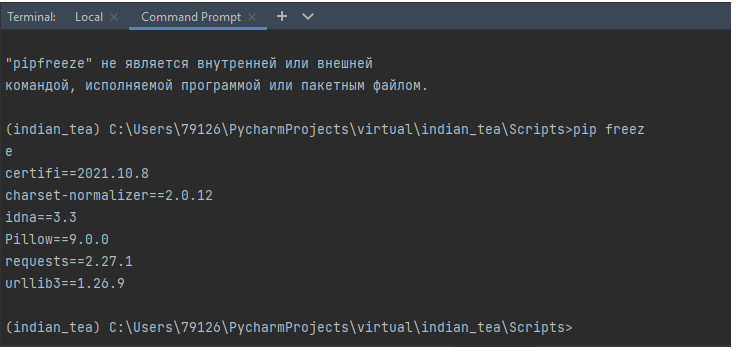 Terminal: Local × Command Prompt × +
"pipfreeze" не является внутренней или внешней
командой, исполняемой программой или пакетным файлом.
(indian_tea) C:\Users\79126\PycharmProjects\virtual\indian_tea\Scripts>pip freez
e
certifi==2021.10.8
charset-normalizer==2.0.12
idna==3.3
Pillow==9.0.0
requests==2.27.1
urllib3==1.26.9
(indian_tea) C:\Users\79126\PycharmProjects\virtual\indian_tea\Scripts>